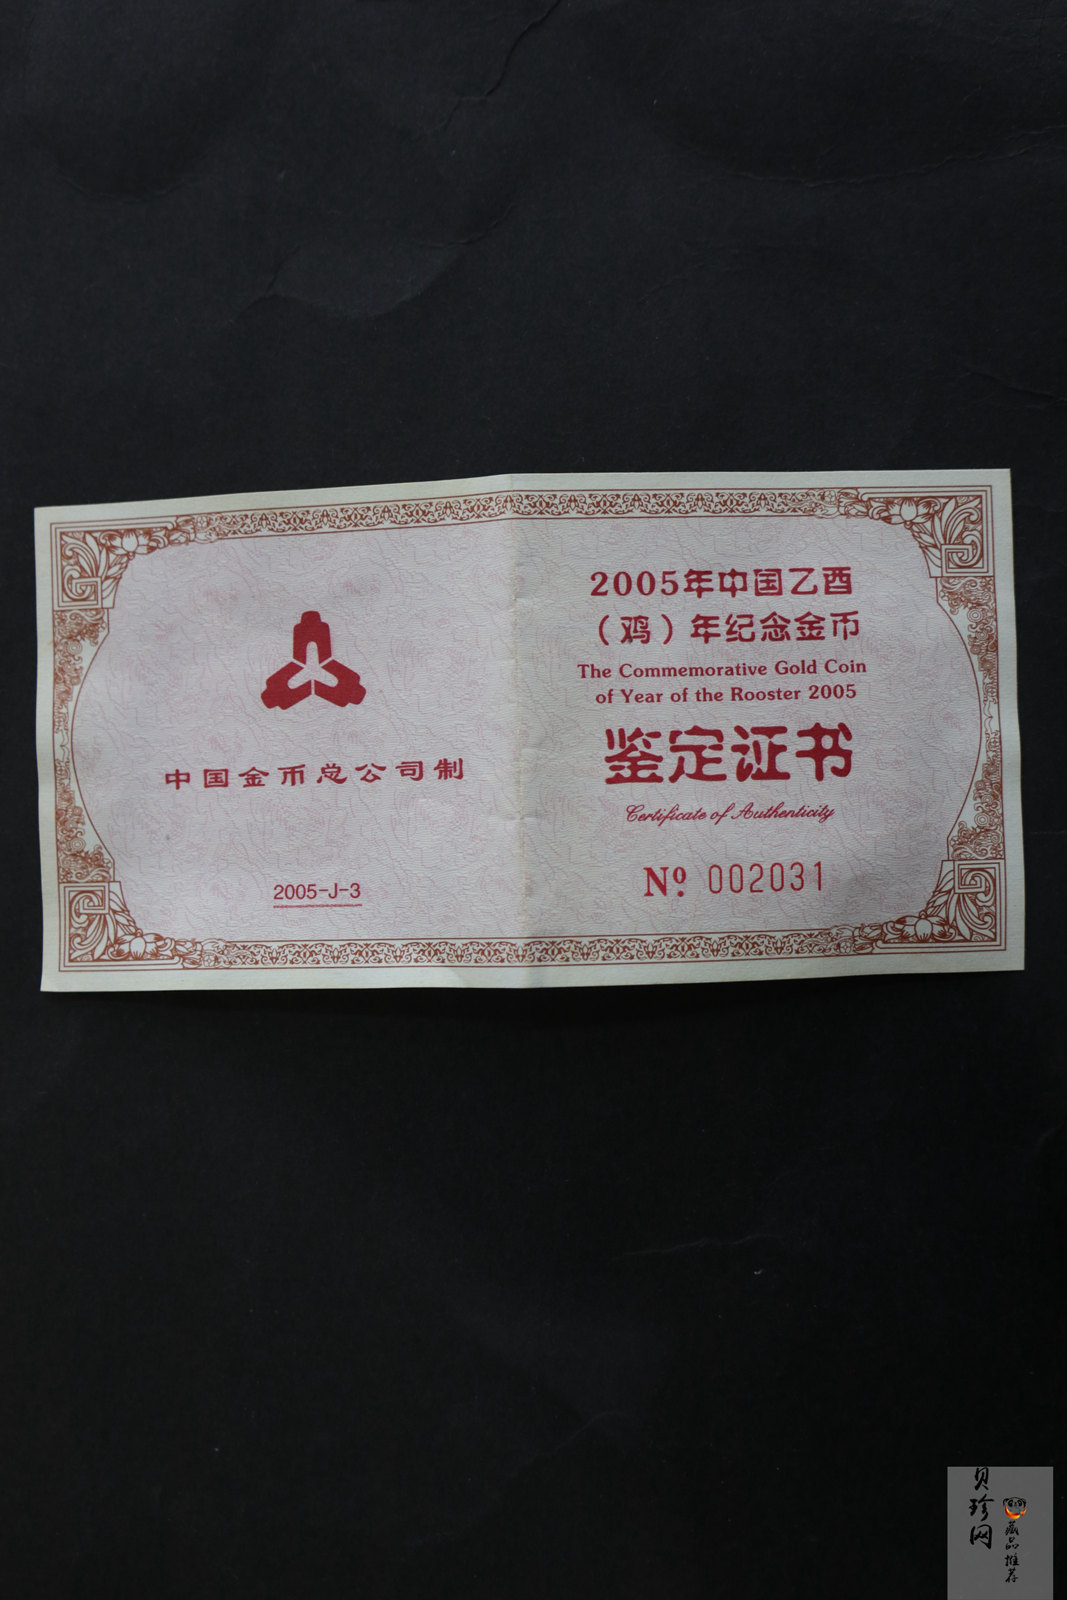 中国金币总公司制
2005-J-3
2005年中国乙酉
（鸡）年纪念金币
The Commemorative Gold Coin
of Year of the Rooster 2005
鉴定证书
Certificate of Authenticity
Nº 002031
贝珍网
藏品推荐